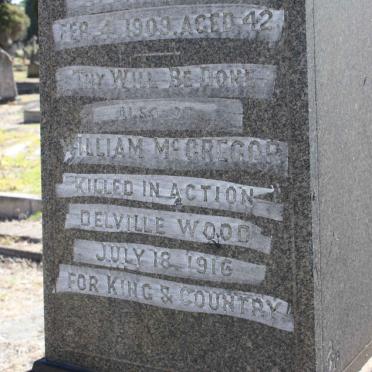 FEB. 4. 1909. AGED 42
THY WILL BE DONE
ALSO OF
WILLIAM MCGREGOR
KILLED IN ACTION
DELVILLE WOOD
JULY 18. 1916
FOR KING & COUNTRY